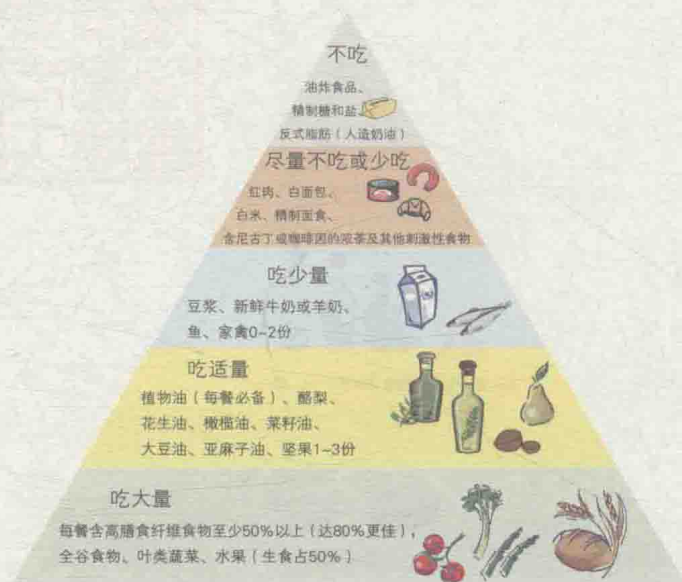 不吃
油炸食品、
精制糖和盐、
反式脂肪（人造奶油）
尽量不吃或少吃
红肉、白面包、
白米、精制面食、
含尼古丁或咖啡因的浓茶及其他刺激性食物
吃少量
豆浆、新鲜牛奶或羊奶、
鱼、家禽0~2份
吃适量
植物油（每餐必备）、酪梨、
花生油、橄榄油、菜籽油、
大豆油、亚麻子油、坚果1~3份
吃大量
每餐含高膳食纤维食物至少50%以上（达80%更佳），
全谷食物、叶类蔬菜、水果（生食占50%）